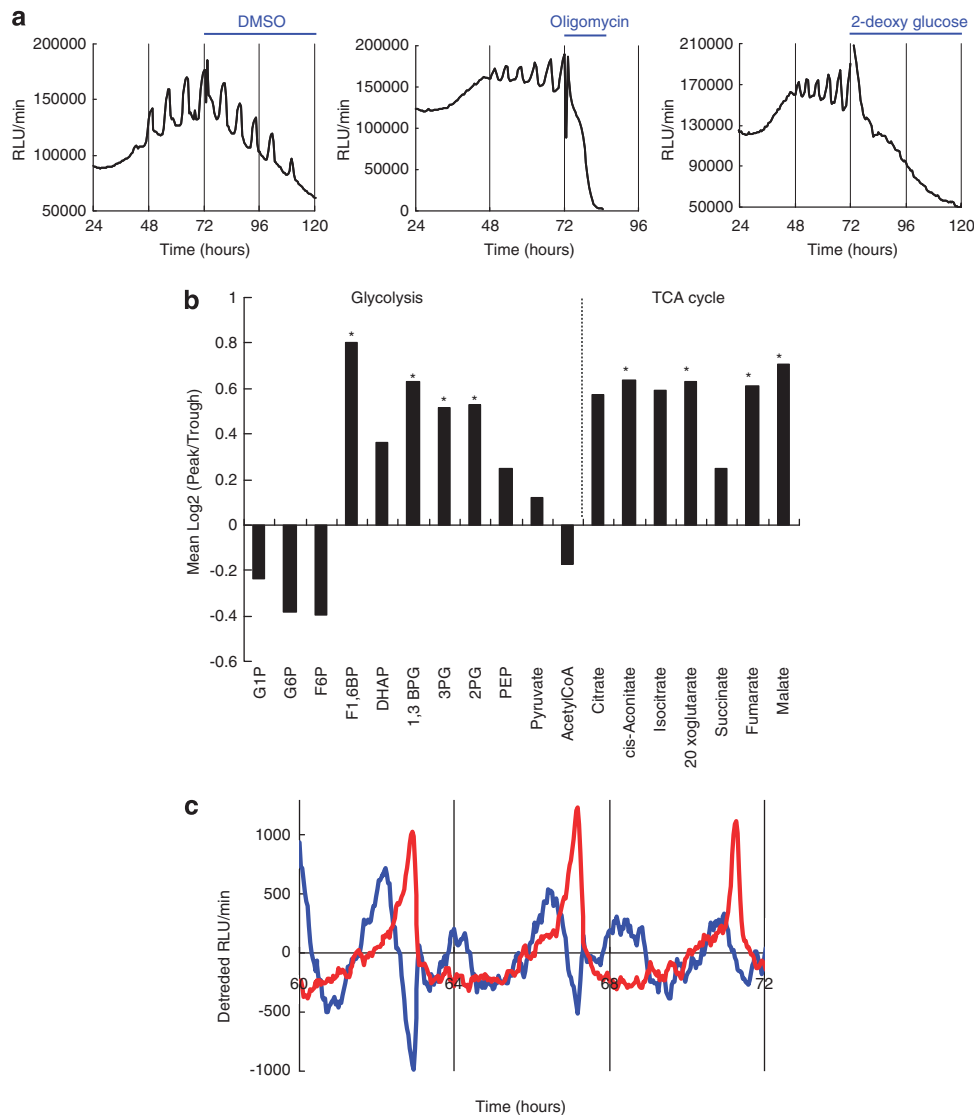 a
DMSO
Oligomycin
2-deoxy glucose
RLU/min
200000
150000
100000
50000
24 48 72 96 120
Time (hours)
RLU/min
200000
150000
100000
50000
0
24 48 72 96
Time (hours)
RLU/min
210000
170000
130000
90000
50000
24 48 72 96 120
Time (hours)
b
Glycolysis
TCA cycle
Mean Log2 (Peak/Trough)
1
0.8
0.6
0.4
0.2
0
-0.2
-0.4
-0.6
* * * * * * * *
G1P
G6P
F6P
F1,6BP
DHAP
1,3 BPG
3PG
2PG
PEP
Pyruvate
AcetylCoA
Citrate
cis-Aconitate
Isocitrate
20 xoglutarate
Succinate
Fumarate
Malate
c
Detreded RLU/min
1000
500
0
-500
-1000
60 64 68 72
Time (hours)